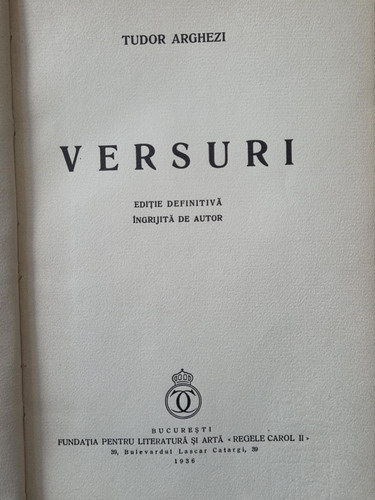 TUDOR ARGHEZI
VERSURI
EDIȚIE DEFINITIVĂ
ÎNGRIJITĂ DE AUTOR
BUCUREȘTI
FUNDAȚIA PENTRU LITERATURĂ ȘI ARTĂ «REGELE CAROL II»
39, Bulevardul Lascar Catargi, 39
1936